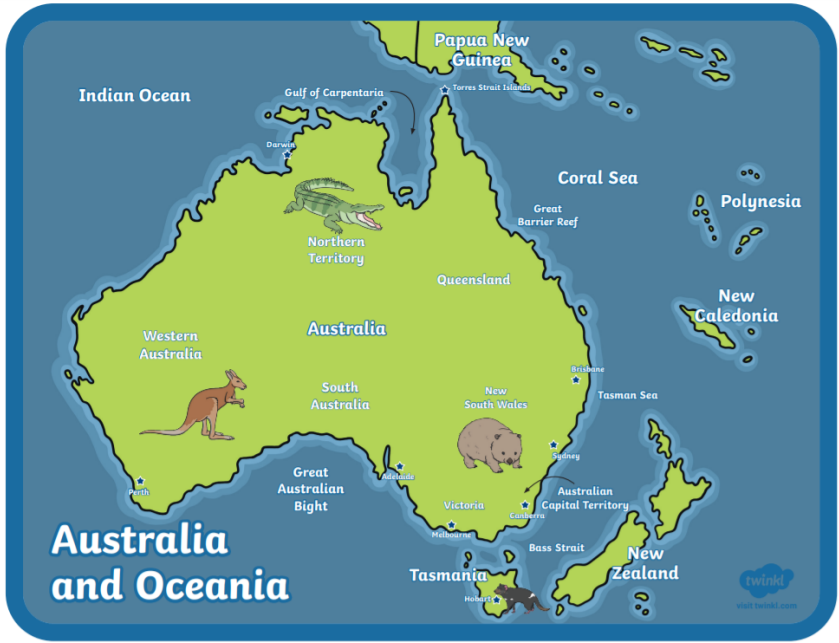 Papua New
Guinea
Indian Ocean
Gulf of Carpentaria
Torres Strait Islands
Darwin
Coral Sea
Polynesia
Great
Barrier Reef
Northern
Territory
Queensland
New
Caledonia
Western
Australia
Australia
Brisbane
South
Australia
New
South Wales
Tasman Sea
Sydney
Great
Australian
Bight
Adelaide
Perth
Australian
Capital Territory
Victoria
Canberra
Melbourne
Bass Strait
Australia
and Oceania
Tasmania
New
Zealand
Hobart
twinkl
visit twinkl.com